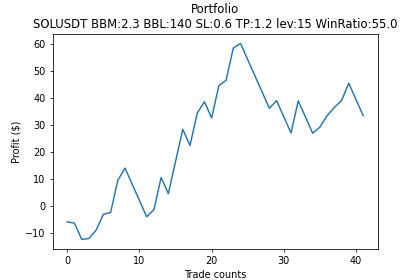 Portfolio
SOLUSDT BBM:2.3 BBL:140 SL:0.6 TP:1.2 lev:15 WinRatio:55.0
60
50
40
30
20
10
0
−10
Profit ($)
0 10 20 30 40
Trade counts